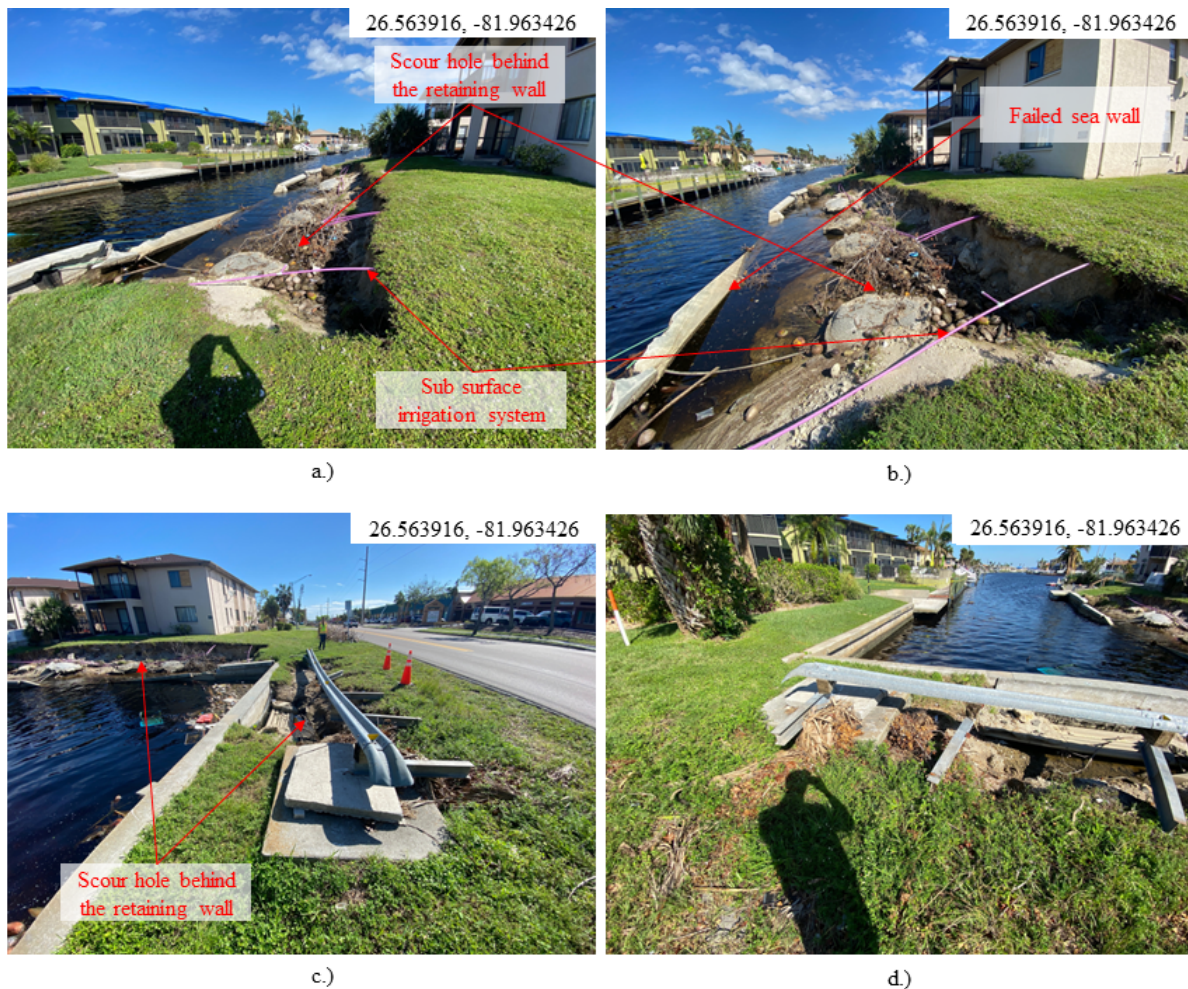 26.563916, -81.963426
Scour hole behind
the retaining wall
Sub surface
irrigation system
a.)
26.563916, -81.963426
Failed sea wall
b.)
26.563916, -81.963426
Scour hole behind
the retaining wall
c.)
26.563916, -81.963426
d.)